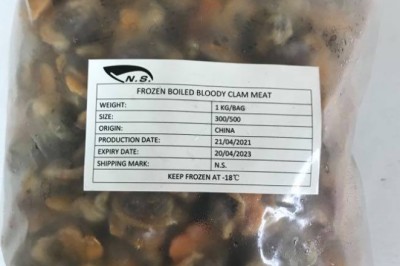 N.S.
FROZEN BOILED BLOODY CLAM MEAT
WEIGHT: 1 KG/BAG
SIZE: 300/500
ORIGIN: CHINA
PRODUCTION DATE: 21/04/2021
EXPIRY DATE: 20/04/2023
SHIPPING MARK: N.S.
KEEP FROZEN AT -18℃